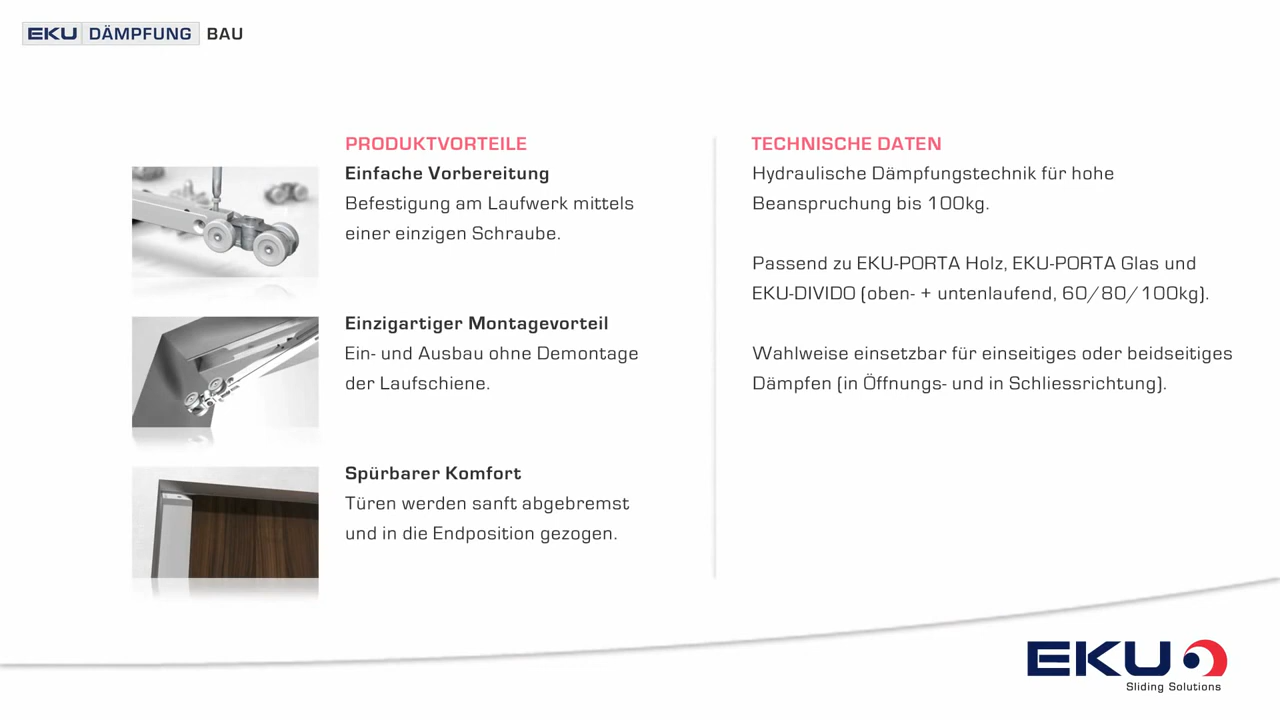 EKU DÄMPFUNG BAU
PRODUKTVORTEILE
Einfache Vorbereitung
Befestigung am Laufwerk mittels
einer einzigen Schraube.
Einzigartiger Montagevorteil
Ein- und Ausbau ohne Demontage
der Laufschiene.
Spürbarer Komfort
Türen werden sanft abgebremst
und in die Endposition gezogen.
TECHNISCHE DATEN
Hydraulische Dämpfungstechnik für hohe
Beanspruchung bis 100kg.
Passend zu EKU-PORTA Holz, EKU-PORTA Glas und
EKU-DIVIDO (oben- + untenlaufend, 60/80/100kg).
Wahlweise einsetzbar für einseitiges oder beidseitiges
Dämpfen (in Öffnungs- und in Schliessrichtung).
EKU
Sliding Solutions